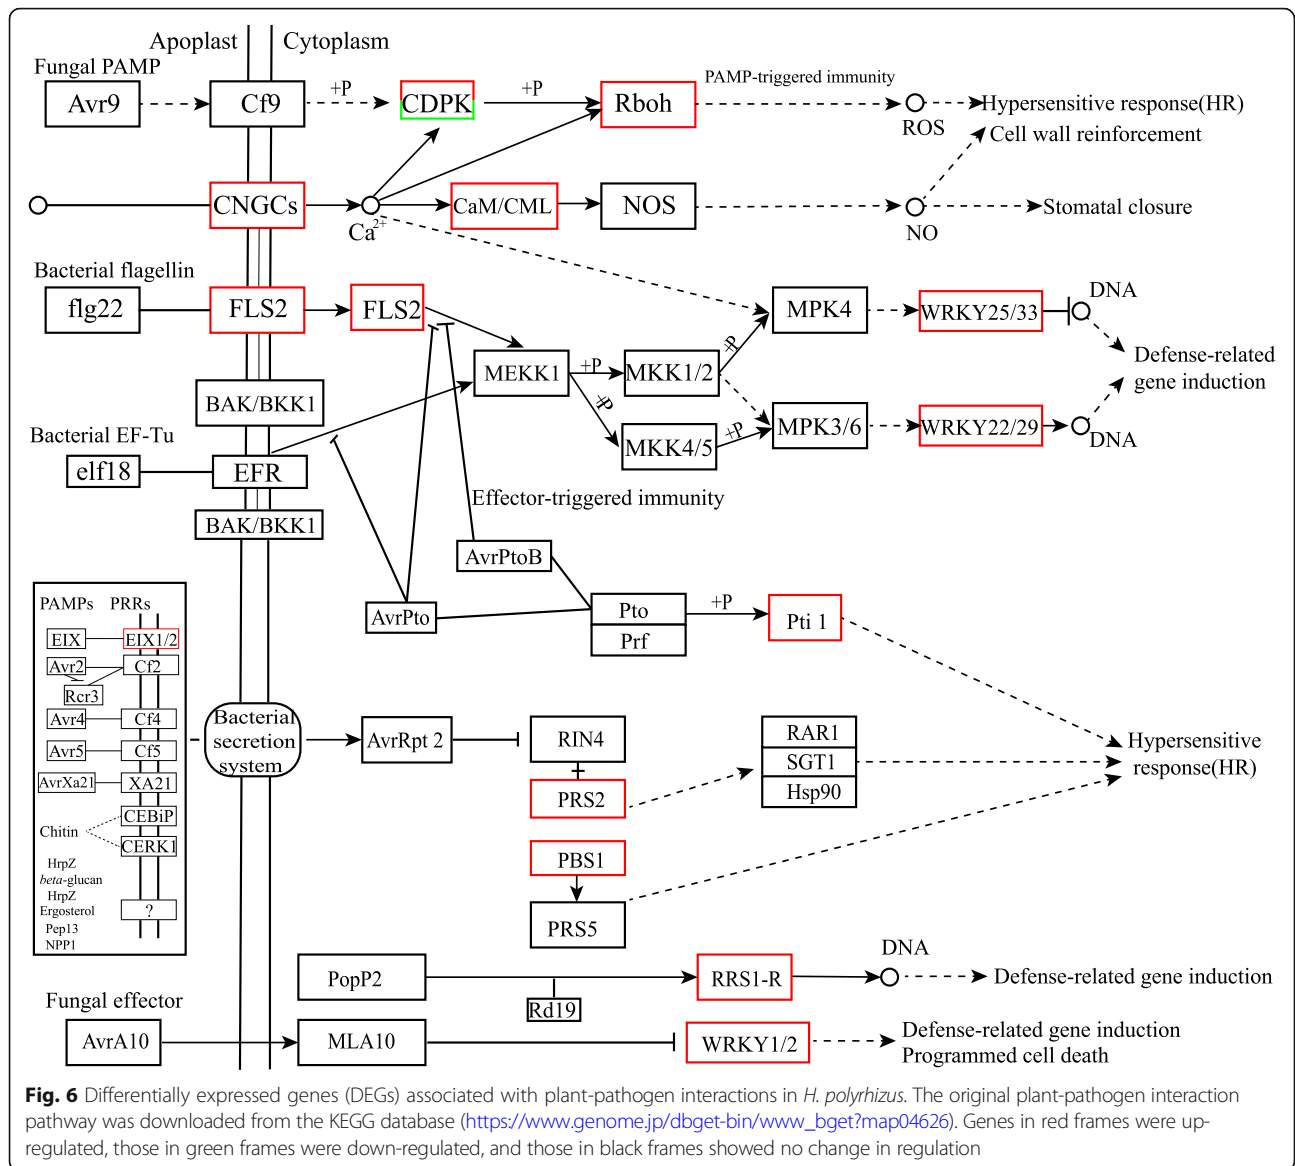 Apoplast
Cytoplasm
Fungal PAMP
Avr9
Cf9
+P
CDPK
+P
Rboh
PAMP-triggered immunity
ROS
Hypersensitive response(HR)
Cell wall reinforcement
CNGCs
Ca2+
CaM/CML
NOS
NO
Stomatal closure
Bacterial flagellin
flg22
FLS2
FLS2
MPK4
WRKY25/33
DNA
+P
MEKK1
+P
MKK1/2
+P
Defense-related
gene induction
BAK/BKK1
MKK4/5
+P
MPK3/6
WRKY22/29
DNA
Bacterial EF-Tu
elf18
EFR
BAK/BKK1
Effector-triggered immunity
AvrPtoB
AvrPto
Pto
Prf
+P
Pti 1
PAMPs PRRs
EIX
EIX1/2
Avr2
Cf2
Rcr3
Avr4
Cf4
Avr5
Cf5
AvrXa21
XA21
Chitin
CEBiP
CERK1
HrpZ
beta-glucan
HrpZ
Ergosterol
Pep13
NPP1
?
Bacterial
secretion
system
AvrRpt 2
RIN4
PRS2
RAR1
SGT1
Hsp90
Hypersensitive
response(HR)
PBS1
PRS5
PopP2
Rd19
RRS1-R
DNA
Defense-related gene induction
Fungal effector
AvrA10
MLA10
WRKY1/2
Defense-related gene induction
Programmed cell death
Fig. 6 Differentially expressed genes (DEGs) associated with plant-pathogen interactions in H. polyrhizus. The original plant-pathogen interaction
pathway was downloaded from the KEGG database (https://www.genome.jp/dbget-bin/www_bget?map04626). Genes in red frames were up-
regulated, those in green frames were down-regulated, and those in black frames showed no change in regulation